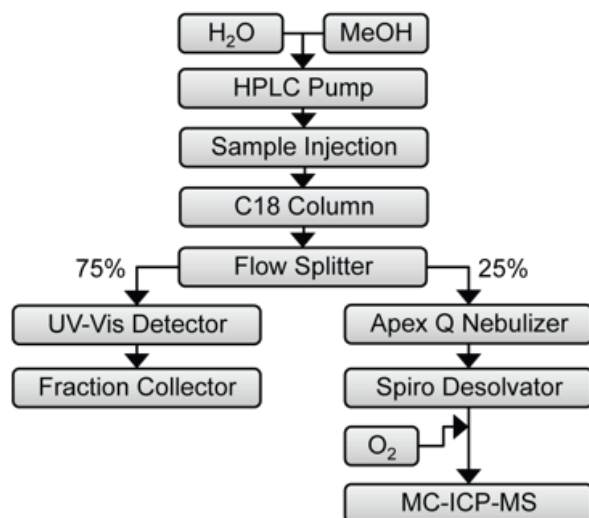 H₂O
MeOH
HPLC Pump
Sample Injection
C18 Column
75%
Flow Splitter
25%
UV-Vis Detector
Apex Q Nebulizer
Fraction Collector
Spiro Desolvator
O₂
MC-ICP-MS